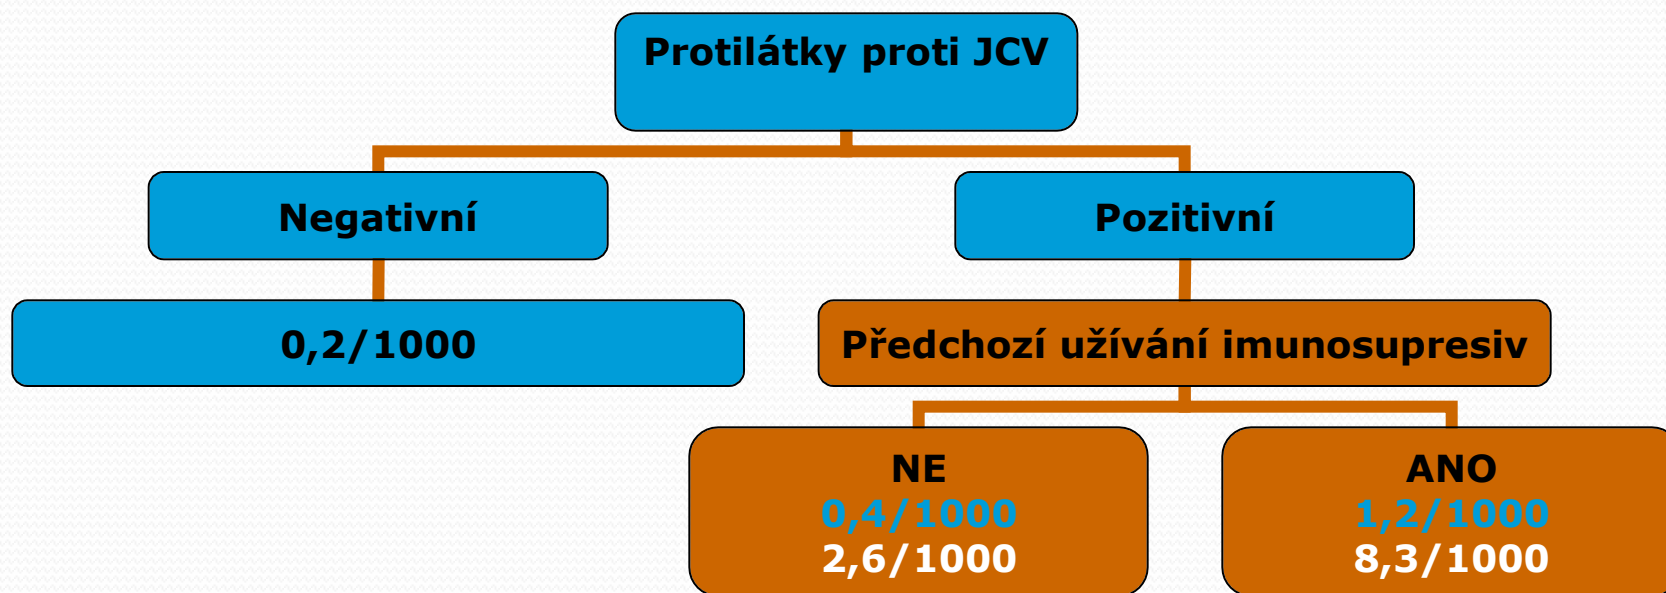 Protilátky proti JCV
Negativní
Pozitivní
0,2/1000
Předchozí užívání imunosupresiv
NE
0,4/1000
2,6/1000
ANO
1,2/1000
8,3/1000